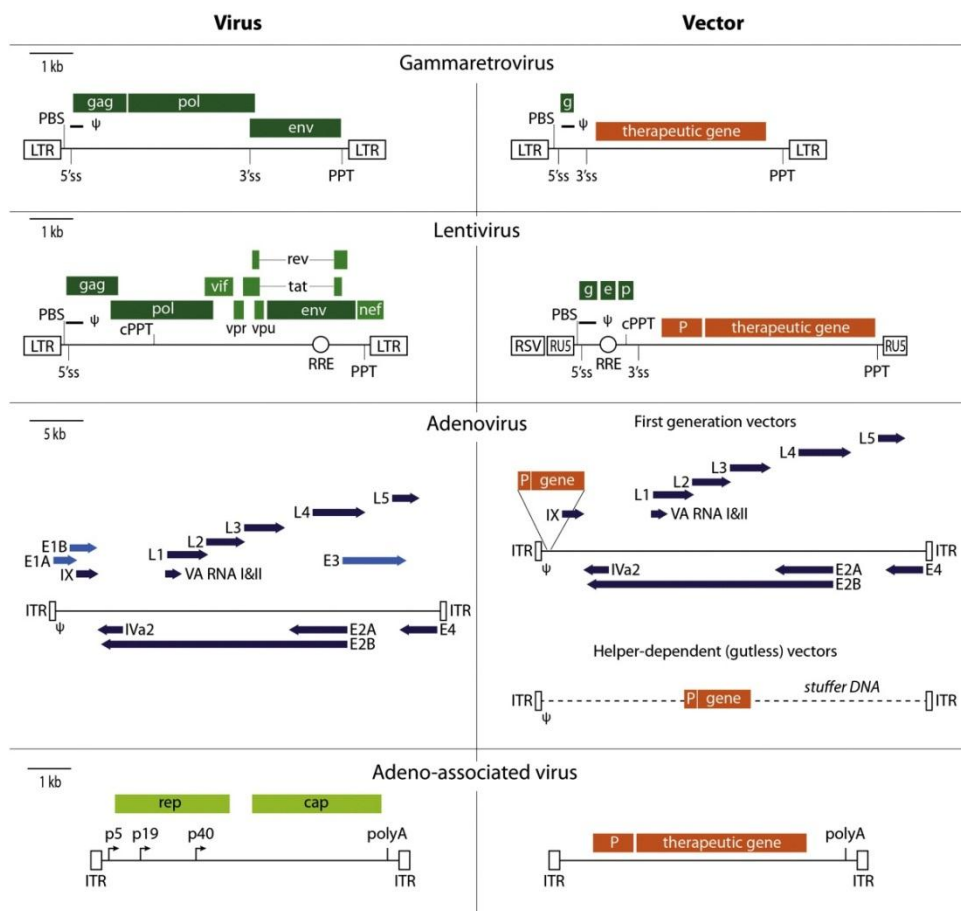 Virus
Vector
1 kb
Gammaretrovirus
gag
pol
env
PBS
ψ
LTR
LTR
5'ss
3'ss
PPT
g
therapeutic gene
PBS
ψ
LTR
LTR
5'ss
3'ss
PPT
1 kb
Lentivirus
rev
gag
vif
tat
pol
env
nef
PBS
ψ
cPPT
vpr
vpu
LTR
LTR
5'ss
RRE
PPT
g
e
p
PBS
ψ
cPPT
P
therapeutic gene
RSV
RU5
RU5
5'ss
RRE
3'ss
PPT
5 kb
Adenovirus
L5
L4
L3
L2
E1B
L1
E3
E1A
IX
VA RNA I&II
ITR
ITR
ψ
IVa2
E2A
E4
E2B
First generation vectors
L5
L4
L3
P
gene
L2
L1
IX
VA RNA I&II
ITR
ITR
ψ
IVa2
E2A
E4
E2B
Helper-dependent (gutless) vectors
stuffer DNA
ITR
P
gene
ITR
ψ
1 kb
Adeno-associated virus
rep
cap
p5
p19
p40
polyA
ITR
ITR
P
therapeutic gene
polyA
ITR
ITR